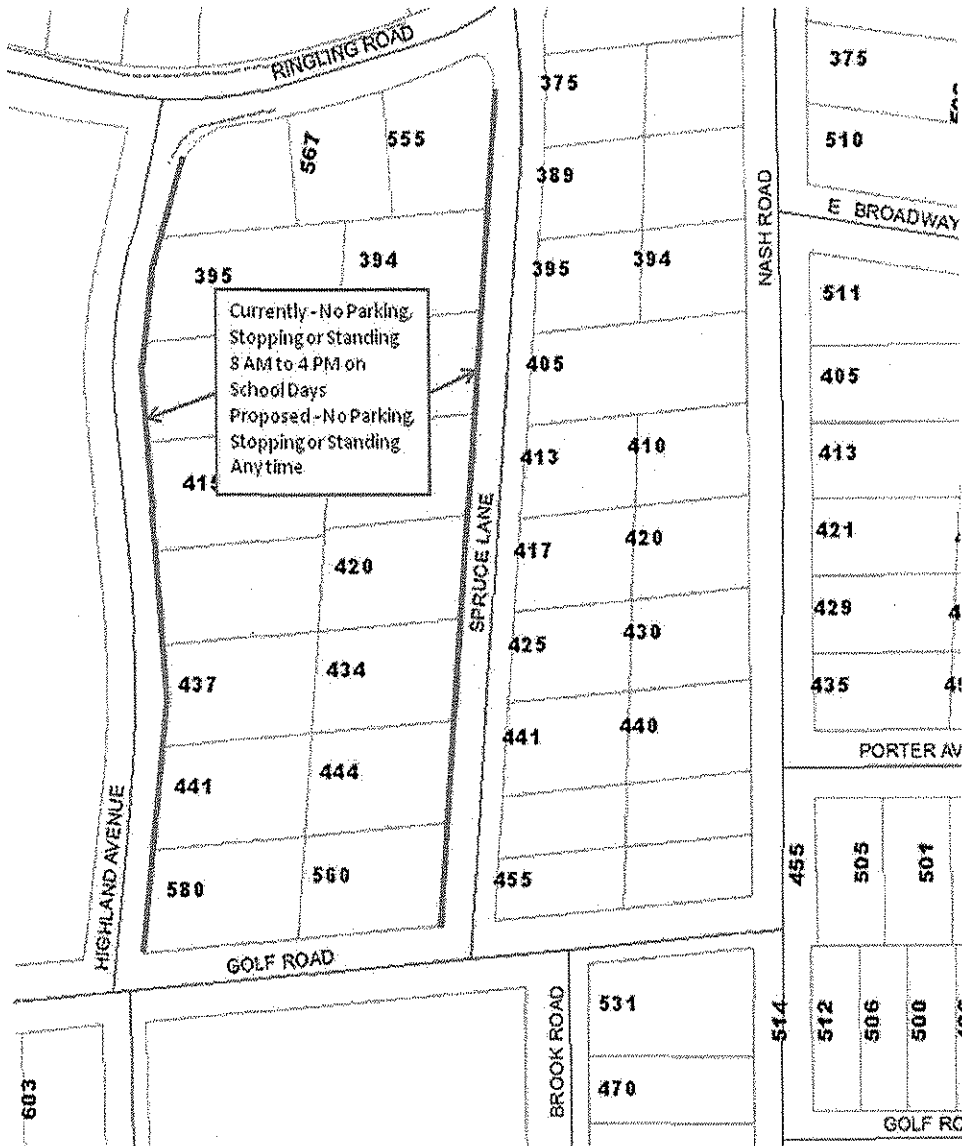 RINGLING ROAD
375
375
567
555
510
389
NASH ROAD
E BROADWAY
395
394
395
394
511
Currently - No Parking,
Stopping or Standing
8 AM to 4 PM on
School Days
Proposed - No Parking,
Stopping or Standing
Anytime
405
405
415
413
410
413
SPRUCE LANE
420
417
420
421
425
430
429
437
434
435
441
440
PORTER AV
441
444
HIGHLAND AVENUE
580
560
455
455
505
501
GOLF ROAD
BROOK ROAD
531
514
512
506
500
603
470
GOLF RO